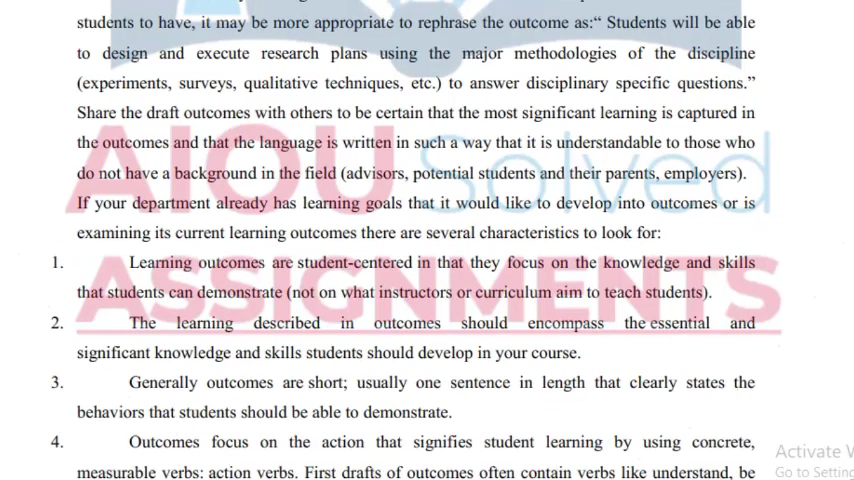 students to have, it may be more appropriate to rephrase the outcome as:“ Students will be able
to design and execute research plans using the major methodologies of the discipline
(experiments, surveys, qualitative techniques, etc.) to answer disciplinary specific questions.”
Share the draft outcomes with others to be certain that the most significant learning is captured in
the outcomes and that the language is written in such a way that it is understandable to those who
do not have a background in the field (advisors, potential students and their parents, employers).
If your department already has learning goals that it would like to develop into outcomes or is
examining its current learning outcomes there are several characteristics to look for:
1. Learning outcomes are student-centered in that they focus on the knowledge and skills
that students can demonstrate (not on what instructors or curriculum aim to teach students).
2. The learning described in outcomes should encompass the essential and
significant knowledge and skills students should develop in your course.
3. Generally outcomes are short; usually one sentence in length that clearly states the
behaviors that students should be able to demonstrate.
4. Outcomes focus on the action that signifies student learning by using concrete,
measurable verbs: action verbs. First drafts of outcomes often contain verbs like understand, be
AIOU Solved
ASSIGNMENTS
Activate W
Go to Setting